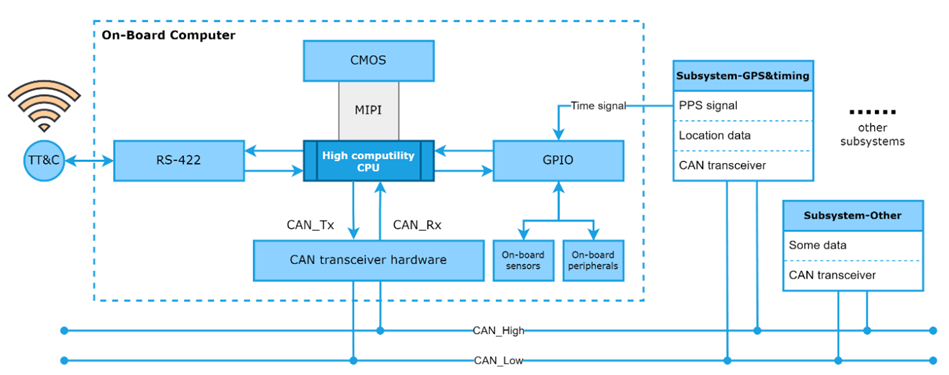 On-Board Computer
CMOS
MIPI
TT&C
RS-422
High computility
CPU
GPIO
Time signal
Subsystem-GPS&timing
PPS signal
Location data
CAN transceiver
......
other
subsystems
CAN_Tx
CAN_Rx
CAN transceiver hardware
On-board
sensors
On-board
peripherals
Subsystem-Other
Some data
CAN transceiver
CAN_High
CAN_Low